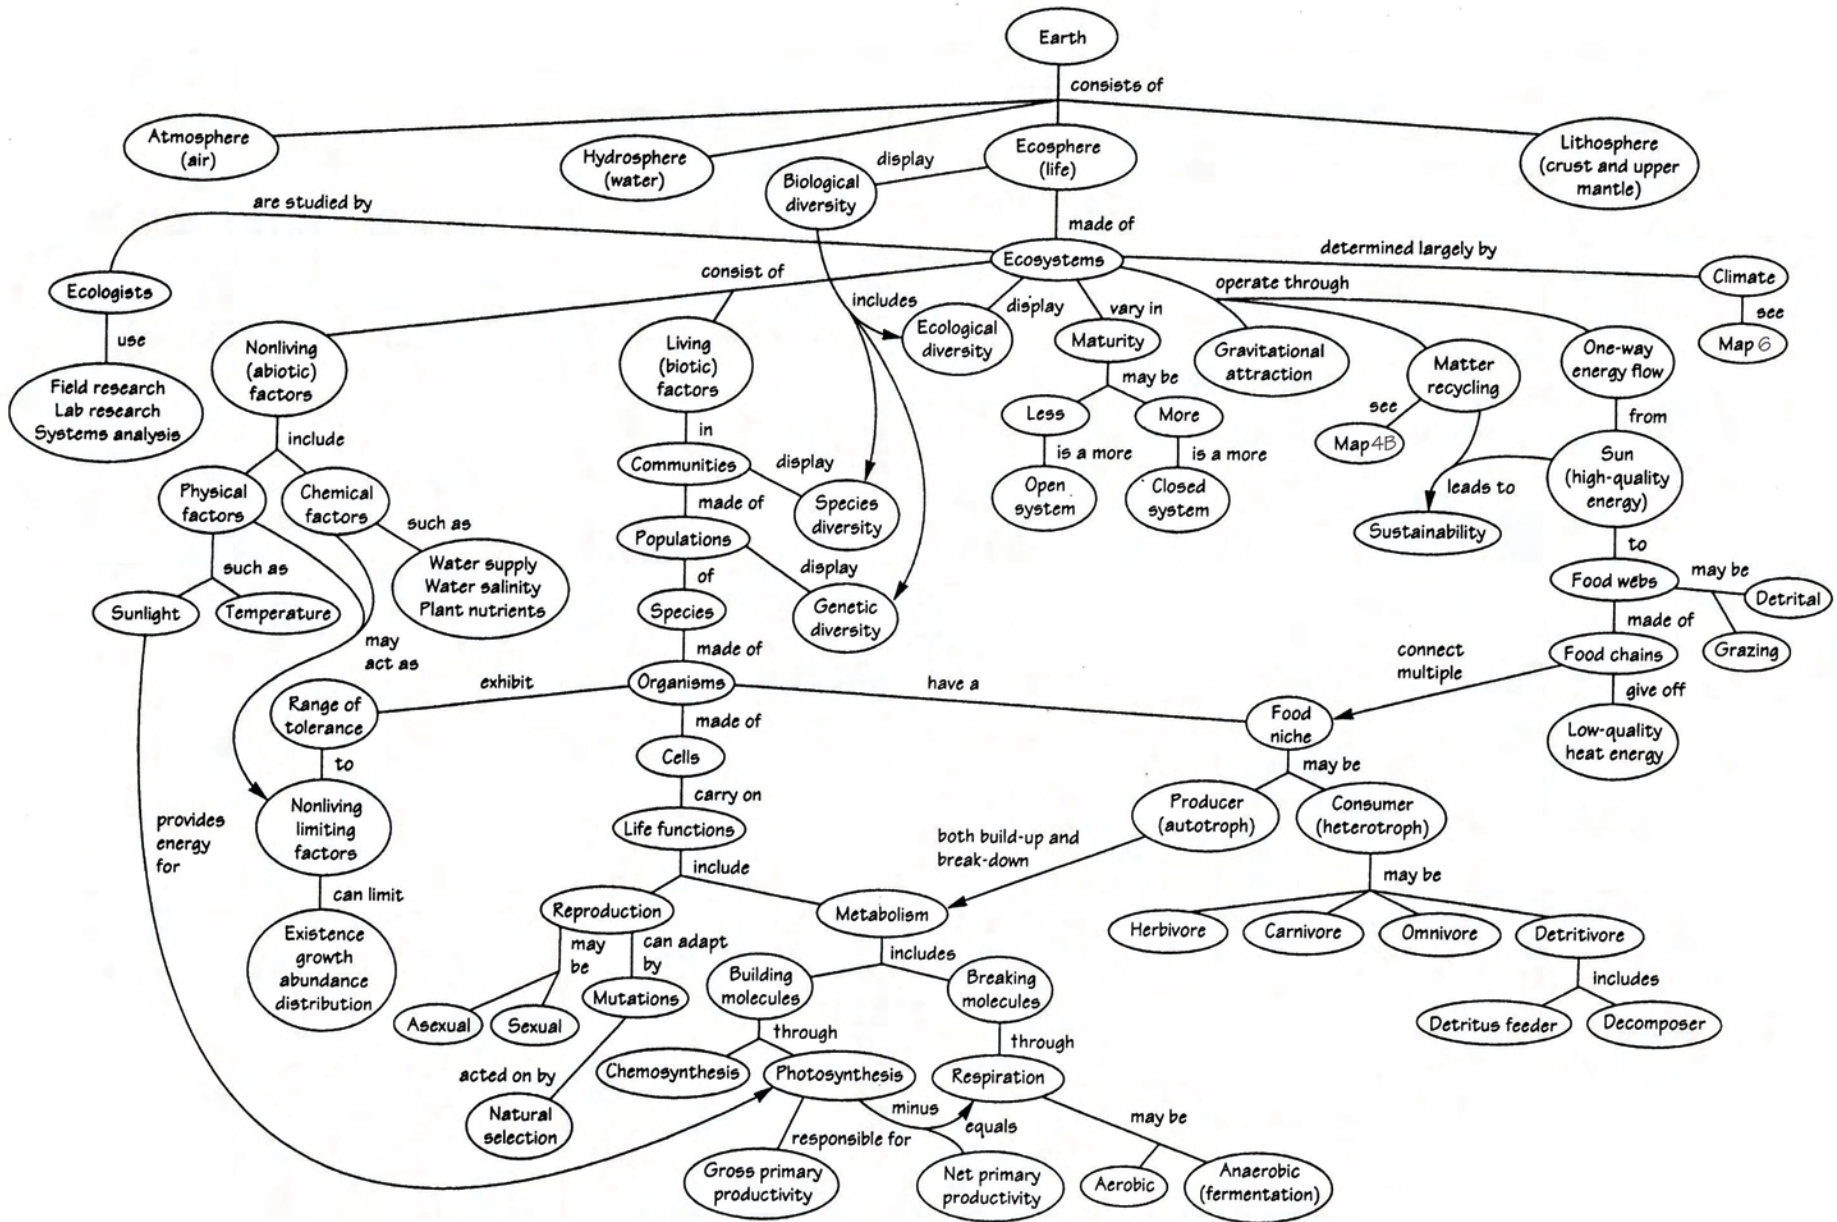 Earth
consists of
Atmosphere
(air)
Hydrosphere
(water)
Ecosphere
(life)
Lithosphere
(crust and upper
mantle)
display
Biological
diversity
are studied by
made of
Ecosystems
determined largely by
consist of
operate through
Climate
see
Map 6
Ecologists
use
Field research
Lab research
Systems analysis
includes
display
vary in
Ecological
diversity
Maturity
may be
Less
More
is a more
is a more
Open
system
Closed
system
Gravitational
attraction
Matter
recycling
see
Map 4B
One-way
energy flow
from
Sun
(high-quality
energy)
leads to
Sustainability
to
Food webs
may be
Detrital
Grazing
made of
Food chains
give off
Low-quality
heat energy
connect
multiple
Nonliving
(abiotic)
factors
include
Physical
factors
Chemical
factors
such as
Water supply
Water salinity
Plant nutrients
such as
Sunlight
Temperature
may
act as
Living
(biotic)
factors
in
Communities
display
Species
diversity
made of
Populations
display
Genetic
diversity
of
Species
made of
Organisms
exhibit
have a
Range of
tolerance
to
Nonliving
limiting
factors
can limit
Existence
growth
abundance
distribution
provides
energy
for
made of
Cells
carry on
Life functions
include
Reproduction
Metabolism
may
be
can adapt
by
Asexual
Sexual
Mutations
acted on by
Natural
selection
includes
Building
molecules
Breaking
molecules
through
through
Chemosynthesis
Photosynthesis
Respiration
minus
equals
responsible for
Gross primary
productivity
Net primary
productivity
may be
Aerobic
Anaerobic
(fermentation)
Food
niche
may be
Producer
(autotroph)
Consumer
(heterotroph)
both build-up and
break-down
may be
Herbivore
Carnivore
Omnivore
Detritivore
includes
Detritus feeder
Decomposer